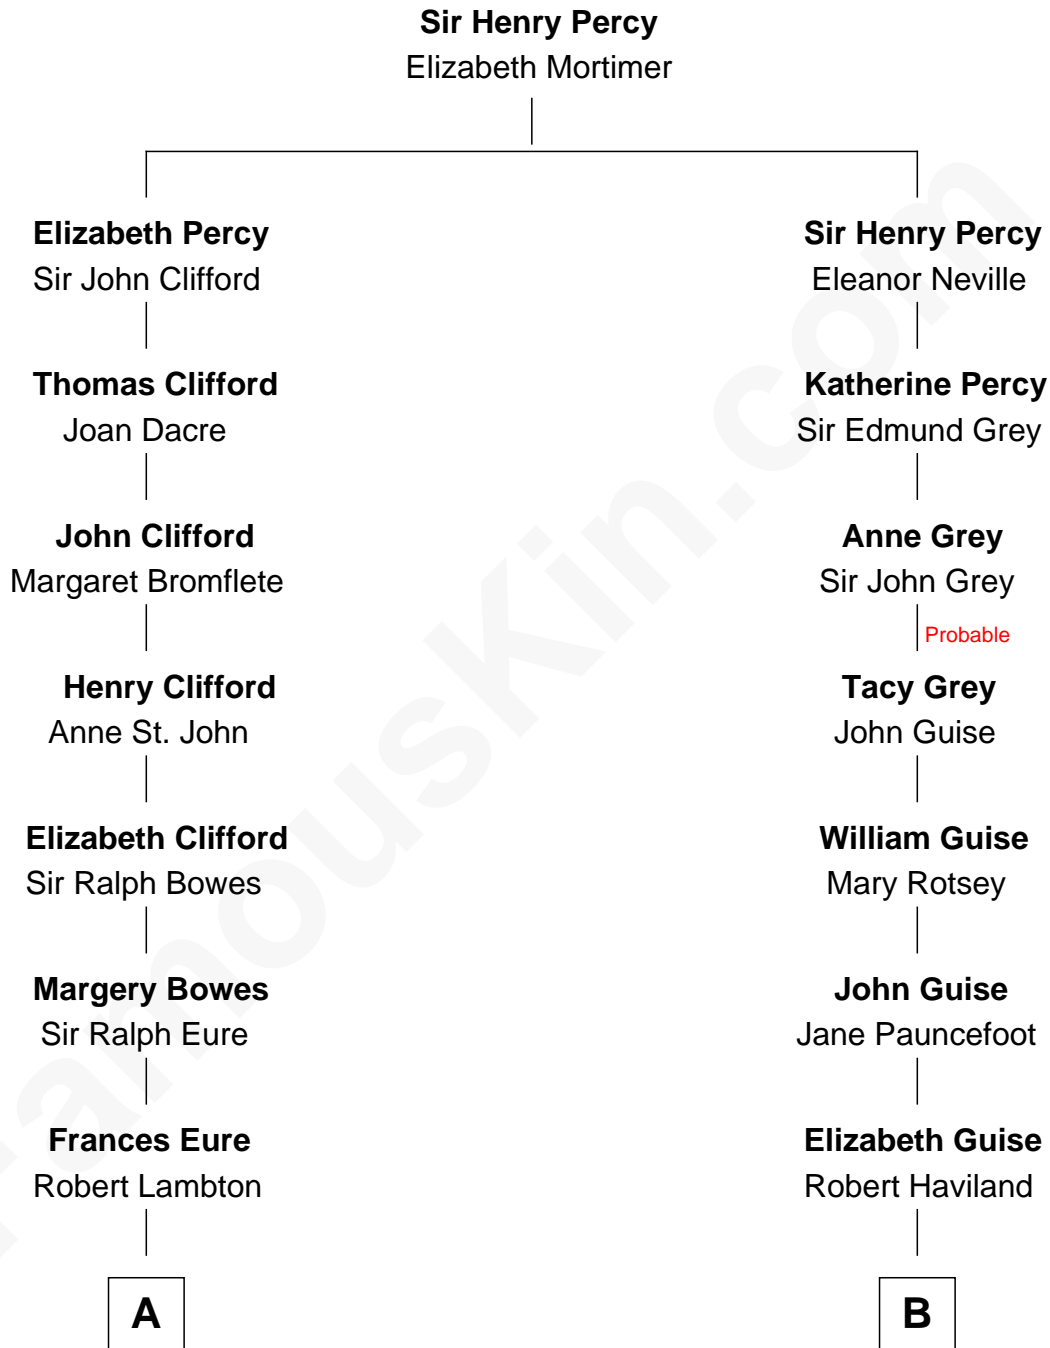 Sir Henry Percy
Elizabeth Mortimer
Elizabeth Percy
Sir John Clifford
Sir Henry Percy
Eleanor Neville
Thomas Clifford
Joan Dacre
Katherine Percy
Sir Edmund Grey
John Clifford
Margaret Bromflete
Anne Grey
Sir John Grey
Probable
Henry Clifford
Anne St. John
Tacy Grey
John Guise
Elizabeth Clifford
Sir Ralph Bowes
William Guise
Mary Rotsey
Margery Bowes
Sir Ralph Eure
John Guise
Jane Pauncefoot
Frances Eure
Robert Lambton
Elizabeth Guise
Robert Haviland
A
B
FamousKin.com